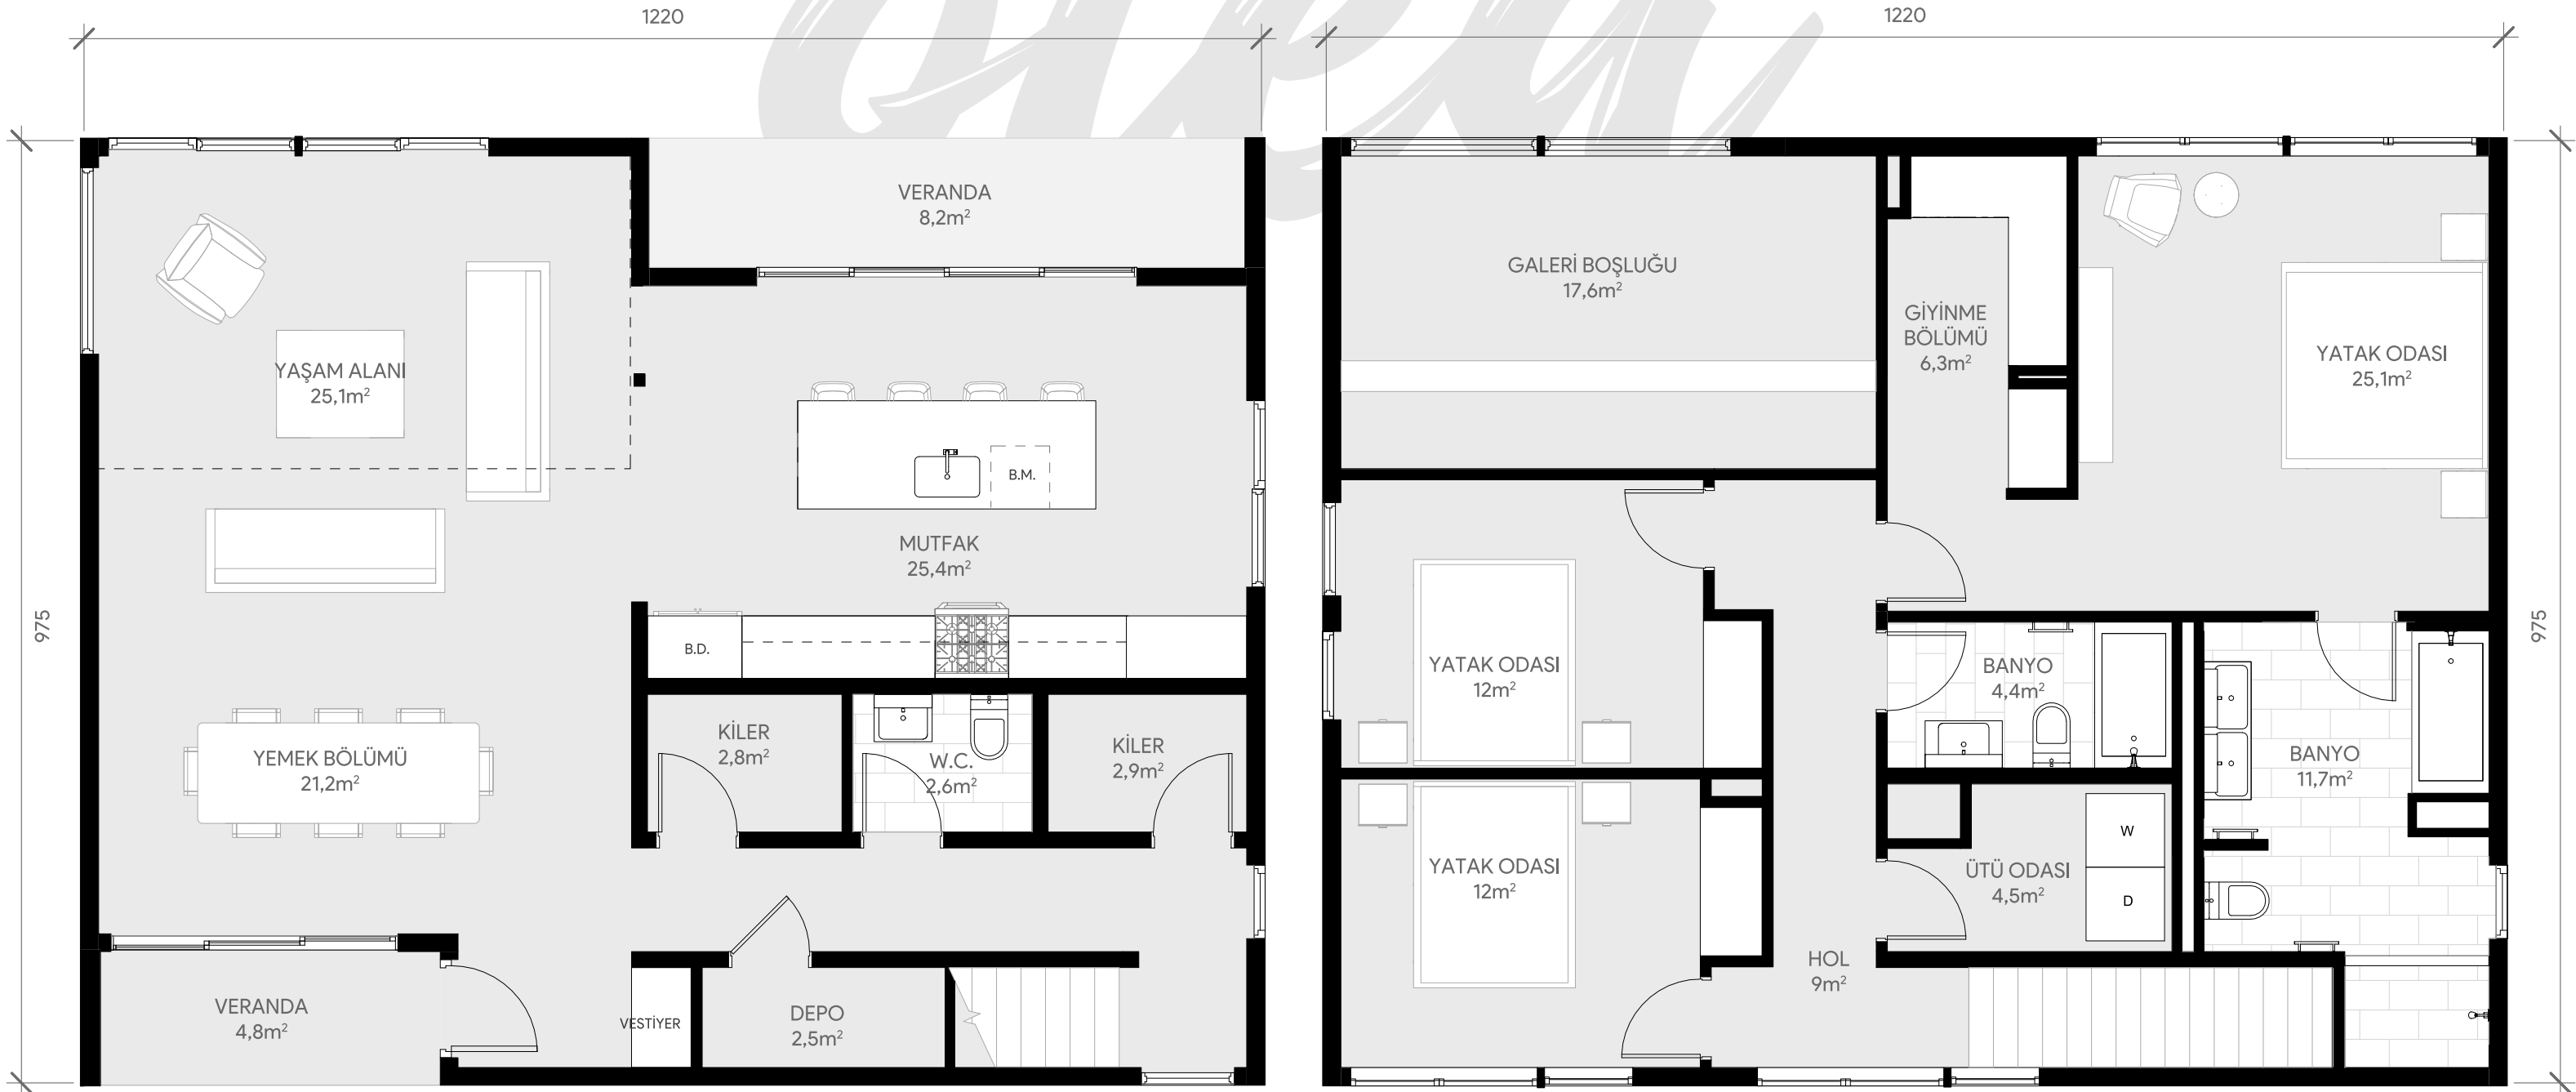 1220
1220
975
VERANDA
8,2m²
YAŞAM ALANI
25,1m²
B.M.
MUTFAK
25,4m²
B.D.
KİLER
2,8m²
W.C.
2,6m²
KİLER
2,9m²
YEMEK BÖLÜMÜ
21,2m²
VERANDA
4,8m²
VESTİYER
DEPO
2,5m²
GALERİ BOŞLUĞU
17,6m²
GİYİNME
BÖLÜMÜ
6,3m²
YATAK ODASI
25,1m²
YATAK ODASI
12m²
BANYO
4,4m²
BANYO
11,7m²
YATAK ODASI
12m²
ÜTÜ ODASI
4,5m²
W
D
HOL
9m²
975